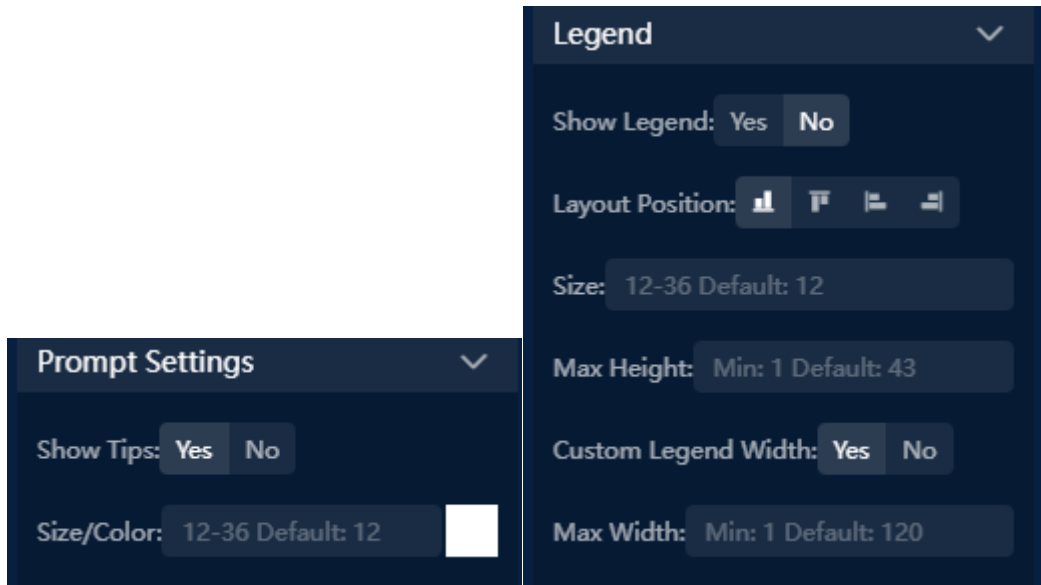 Prompt Settings
Show Tips: Yes No
Size/Color: 12-36 Default: 12
Legend
Show Legend: Yes No
Layout Position:
Size: 12-36 Default: 12
Max Height: Min: 1 Default: 43
Custom Legend Width: Yes No
Max Width: Min: 1 Default: 120